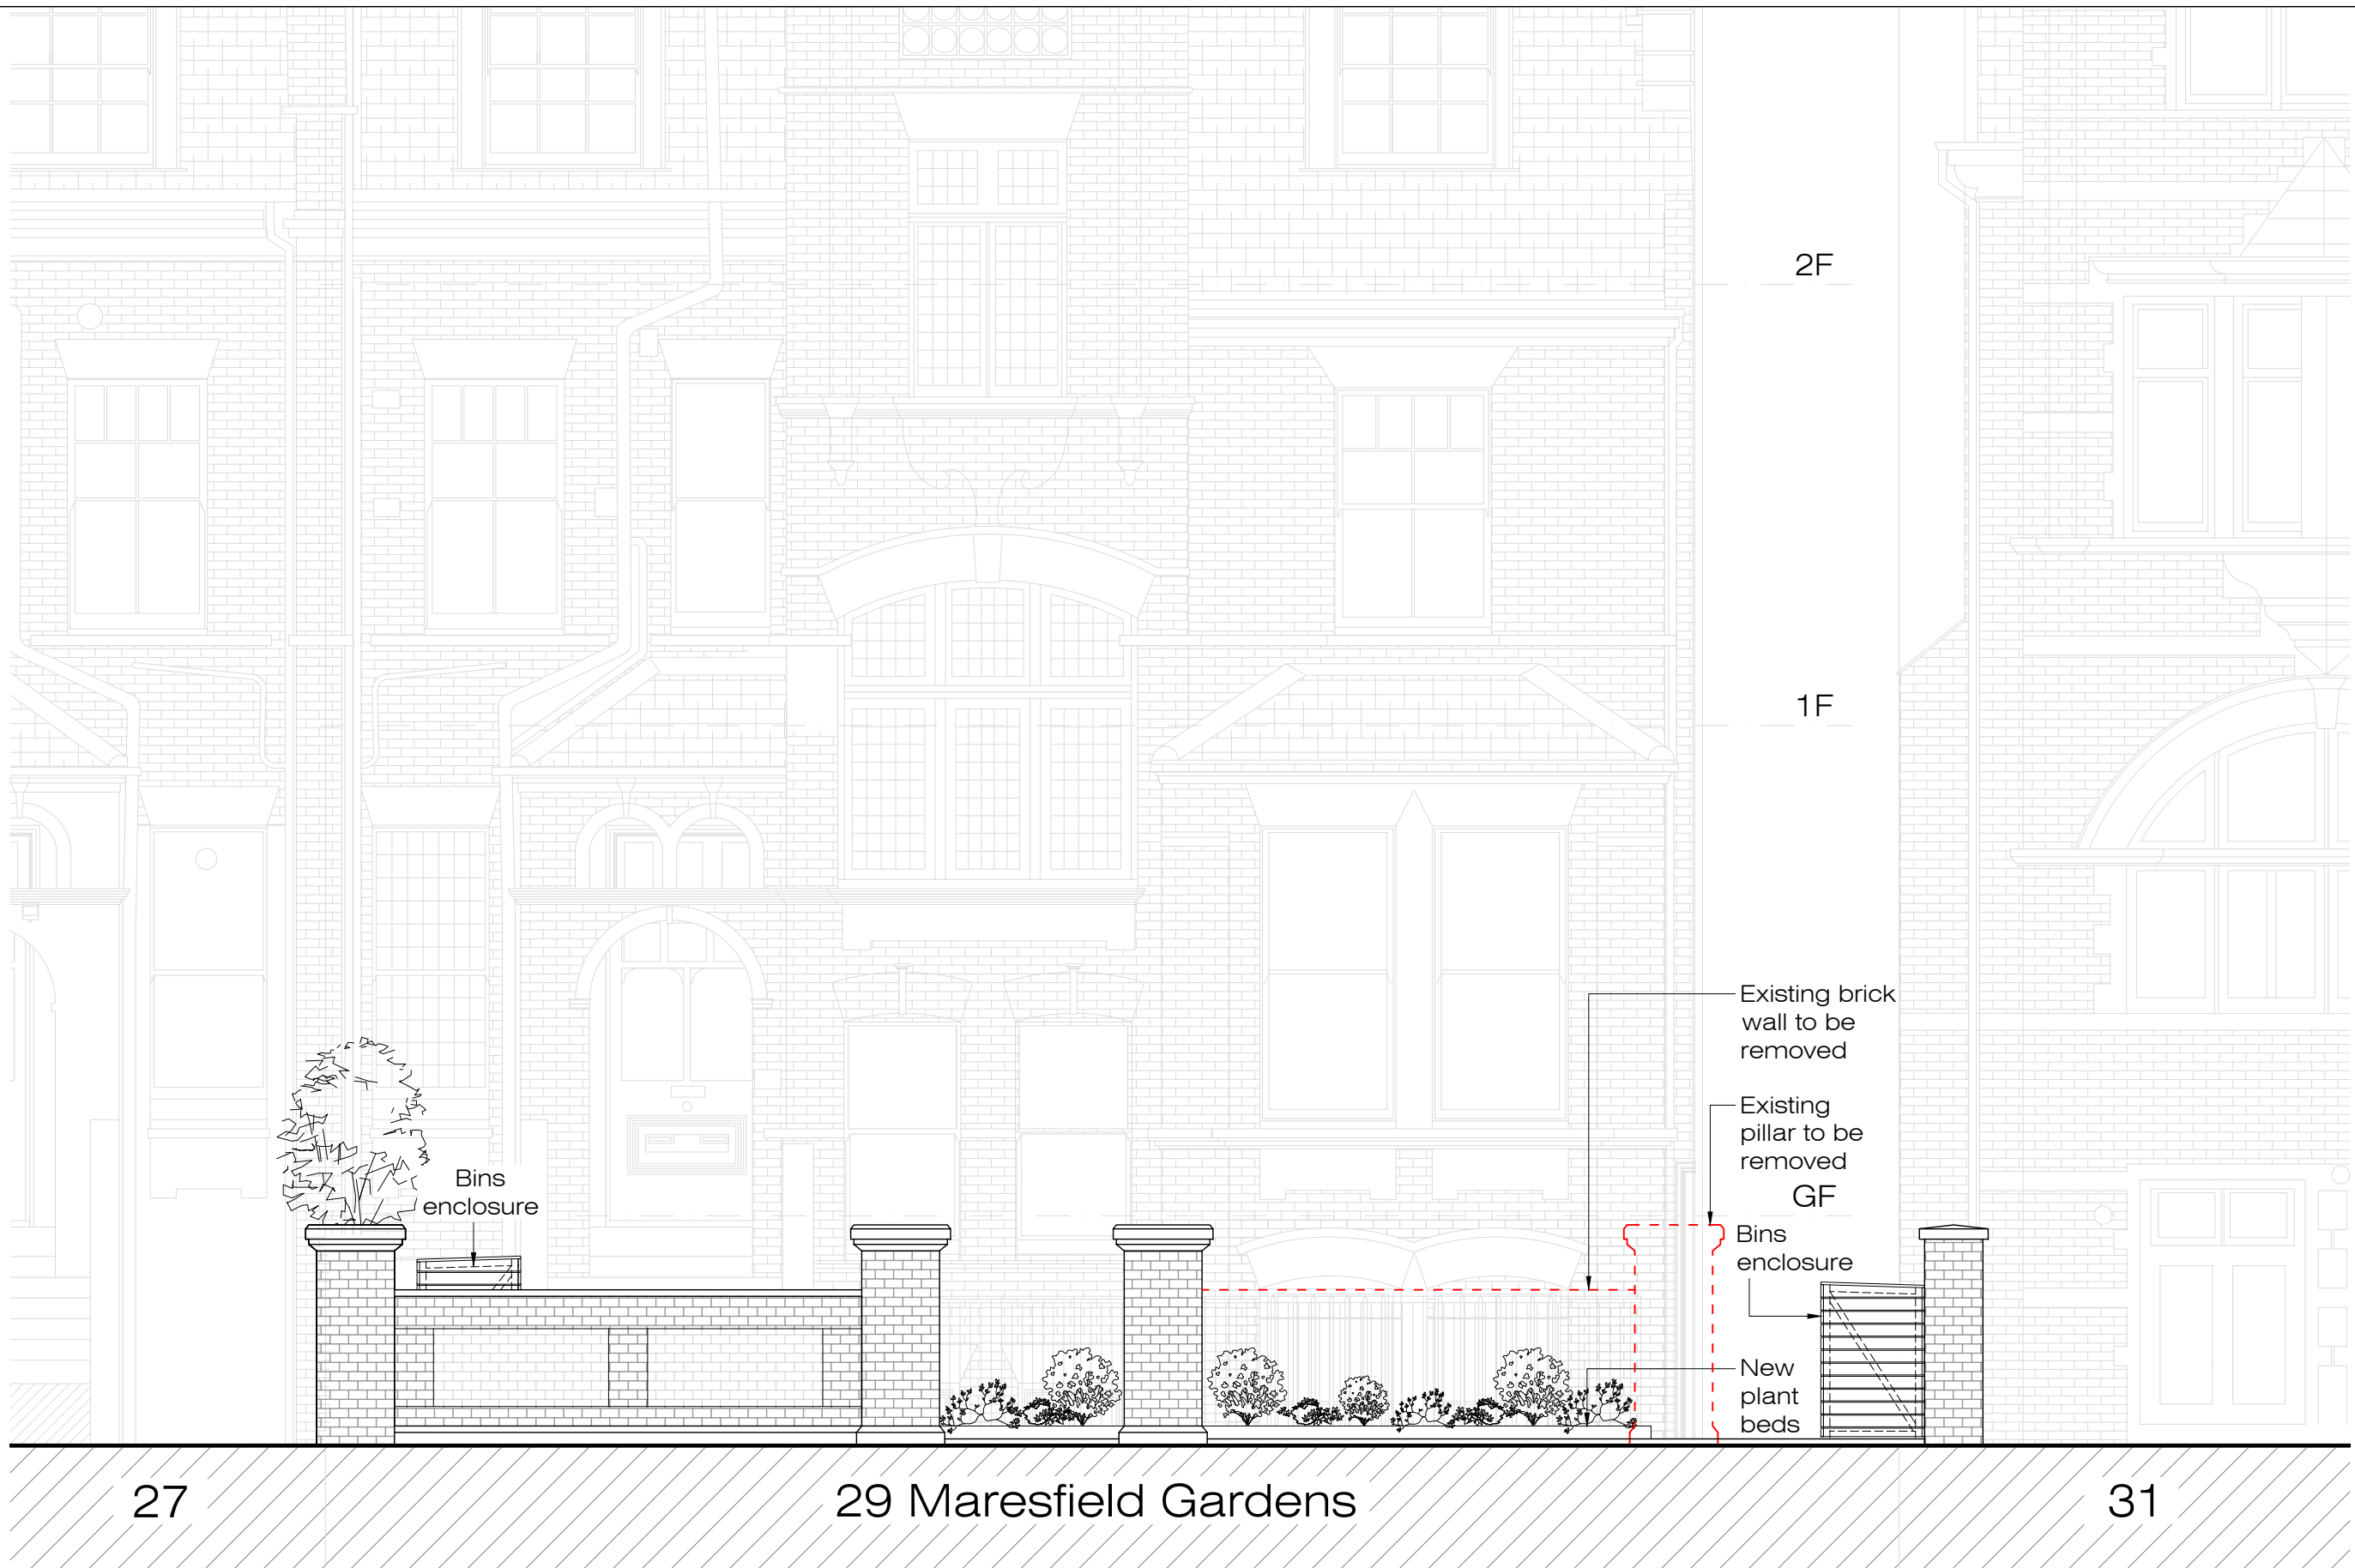 2F
1F
Existing brick
wall to be
removed
Existing
pillar to be
removed
GF
Bins
enclosure
Bins
enclosure
New
plant
beds
27
29 Maresfield Gardens
31